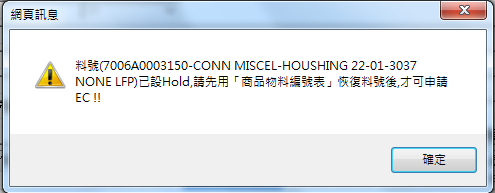 網頁訊息
料號(7006A0003150-CONN MISCEL-HOUSHING 22-01-3037
NONE LFP)已設Hold,請先用「商品物料編號表」恢復料號後,才可申請
EC !!
確定